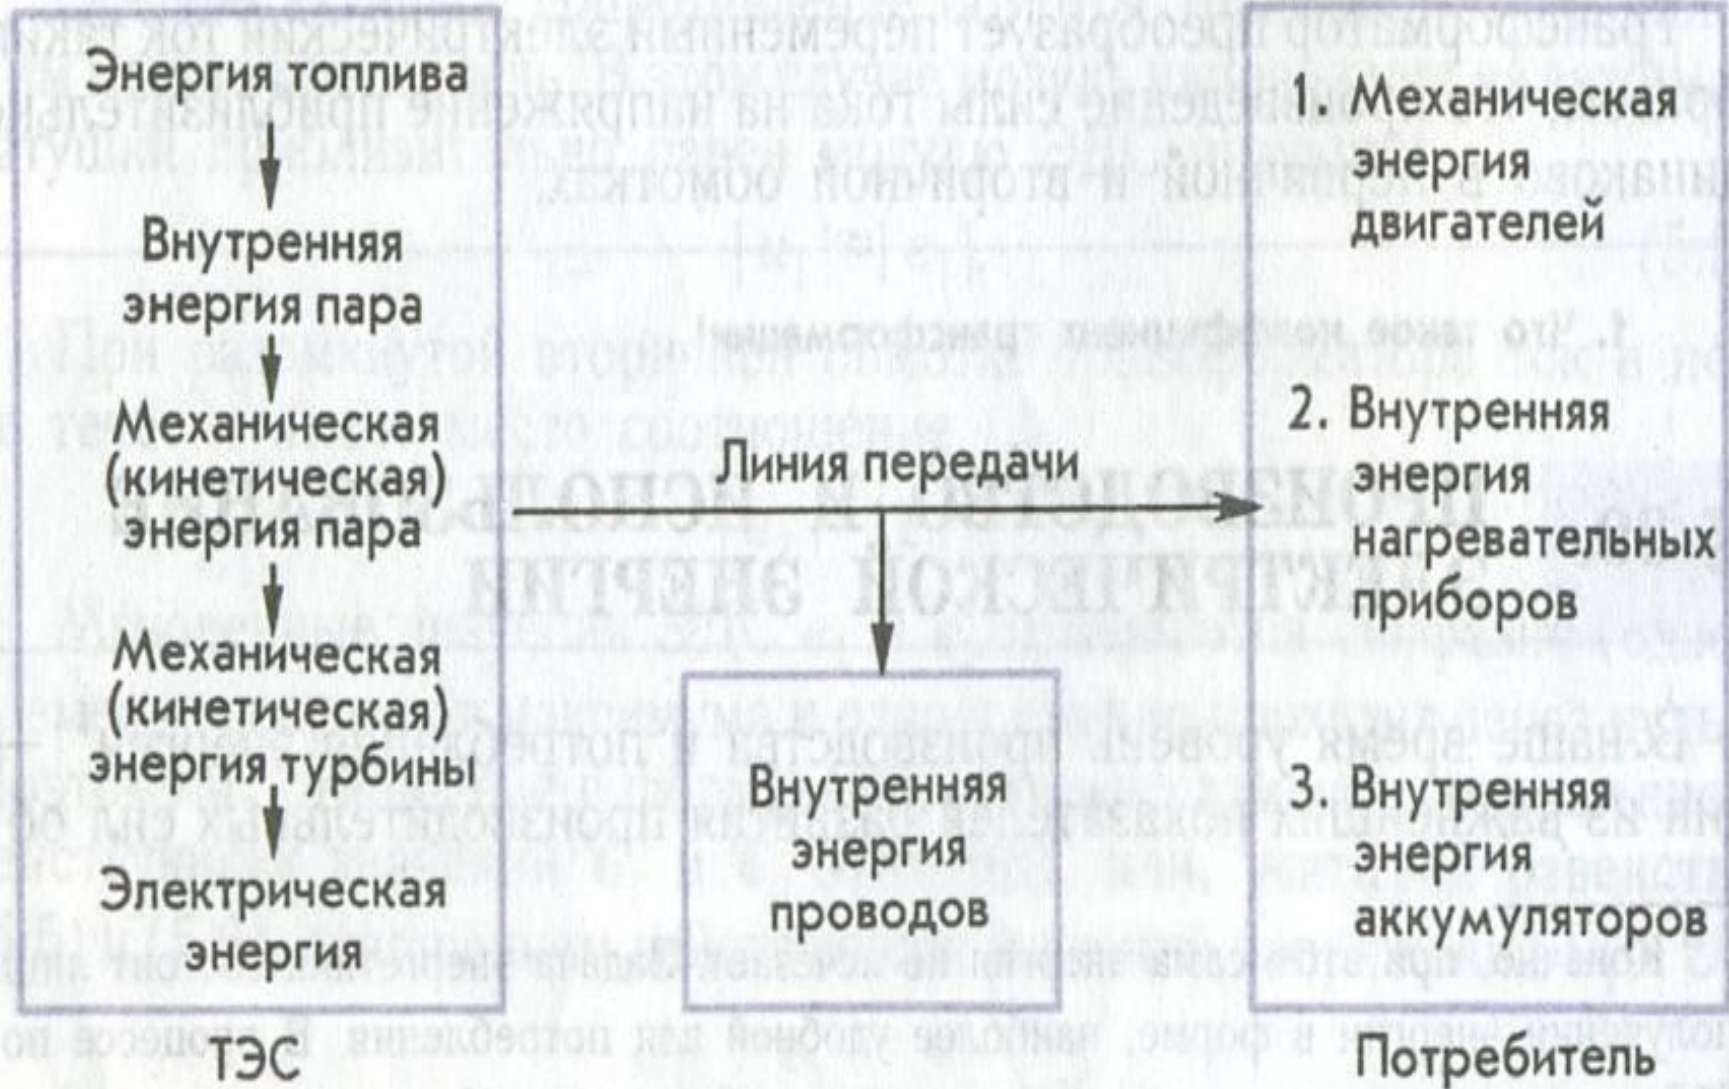 Энергия топлива
Внутренняя
энергия пара
Механическая
(кинетическая)
энергия пара
Механическая
(кинетическая)
энергия турбины
Электрическая
энергия
ТЭС
Линия передачи
Внутренняя
энергия
проводов
1. Механическая
энергия
двигателей
2. Внутренняя
энергия
нагревательных
приборов
3. Внутренняя
энергия
аккумуляторов
Потребитель